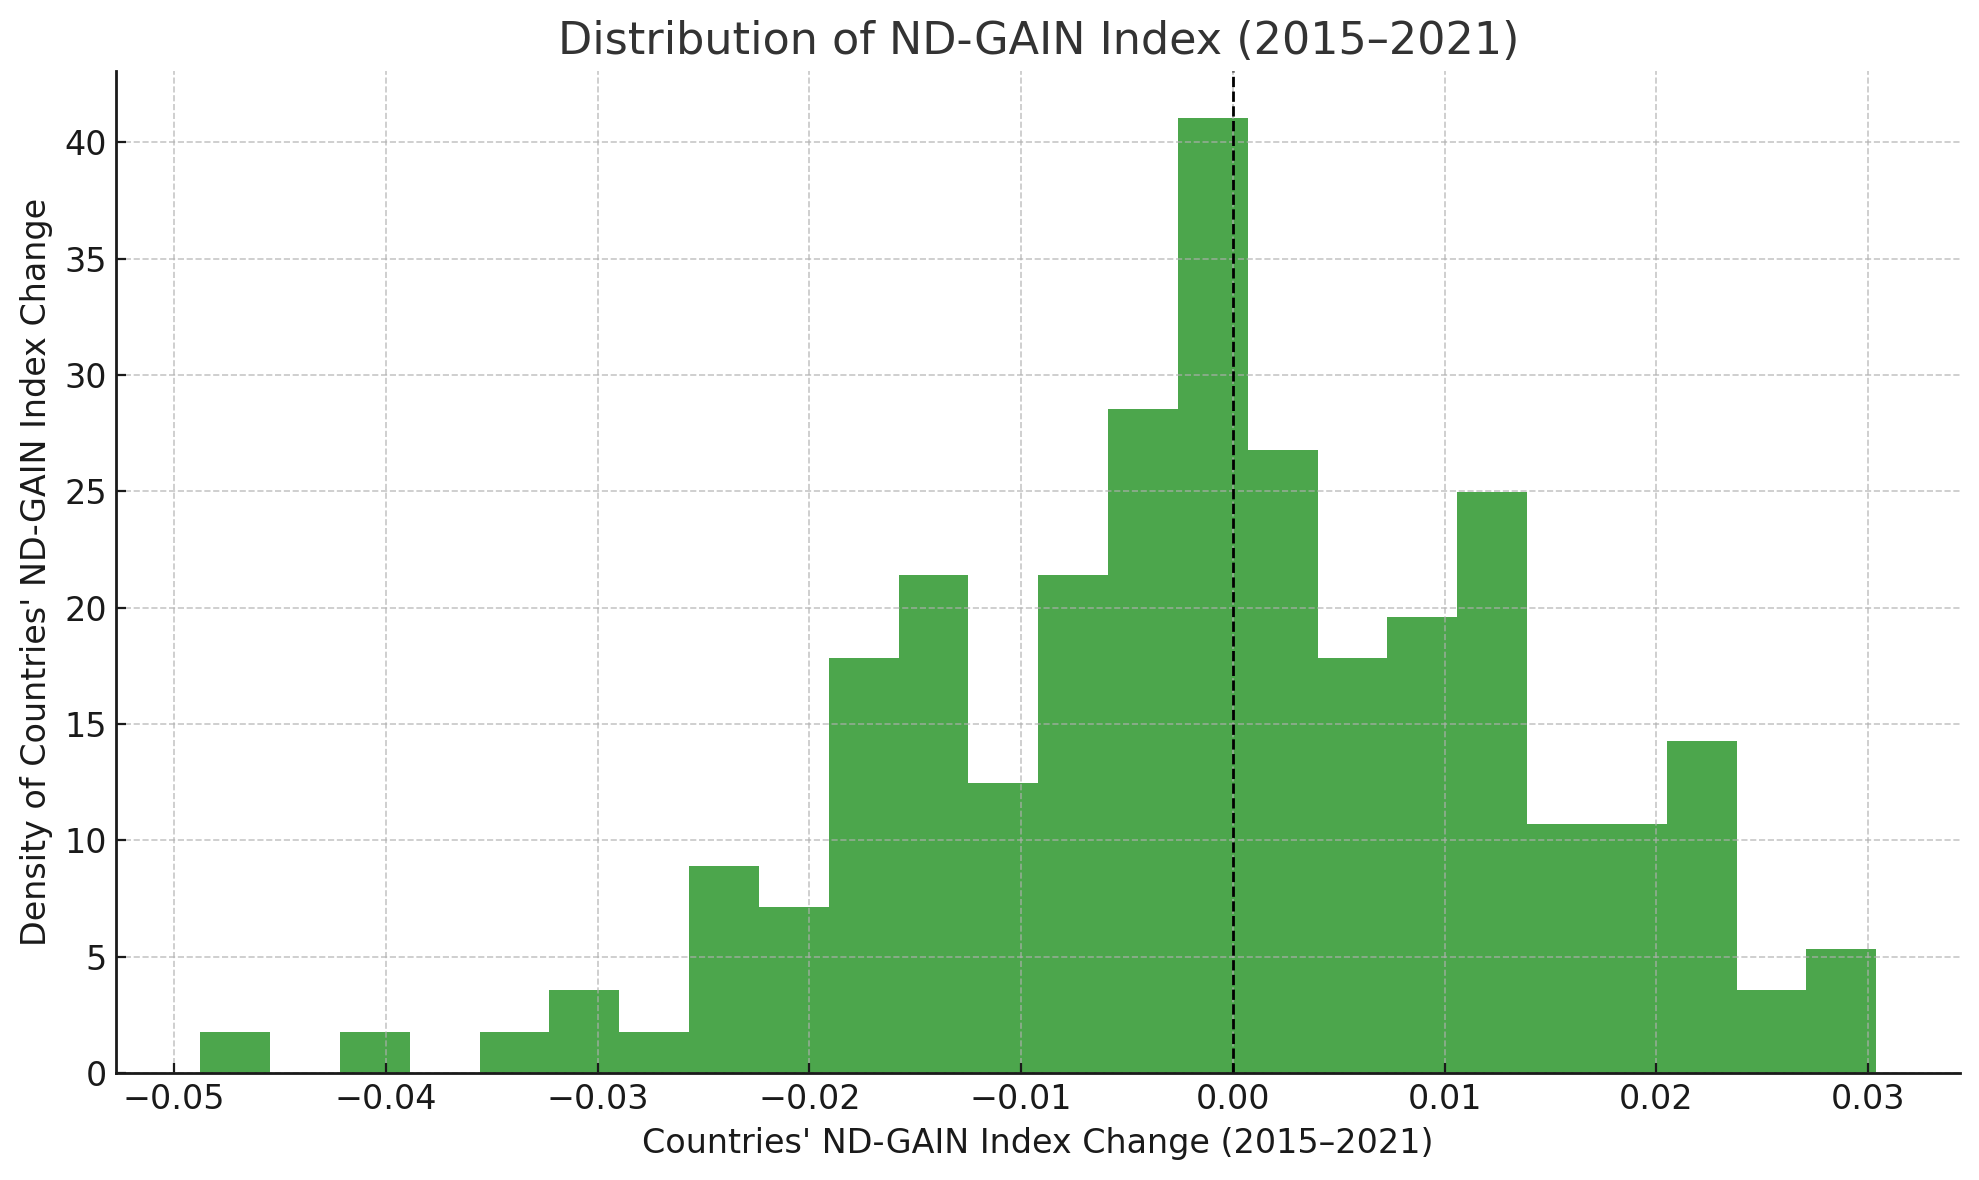 Distribution of ND-GAIN Index (2015–2021)
Density of Countries' ND-GAIN Index Change
40
35
30
25
20
15
10
5
0
−0.05 −0.04 −0.03 −0.02 −0.01 0.00 0.01 0.02 0.03
Countries' ND-GAIN Index Change (2015–2021)